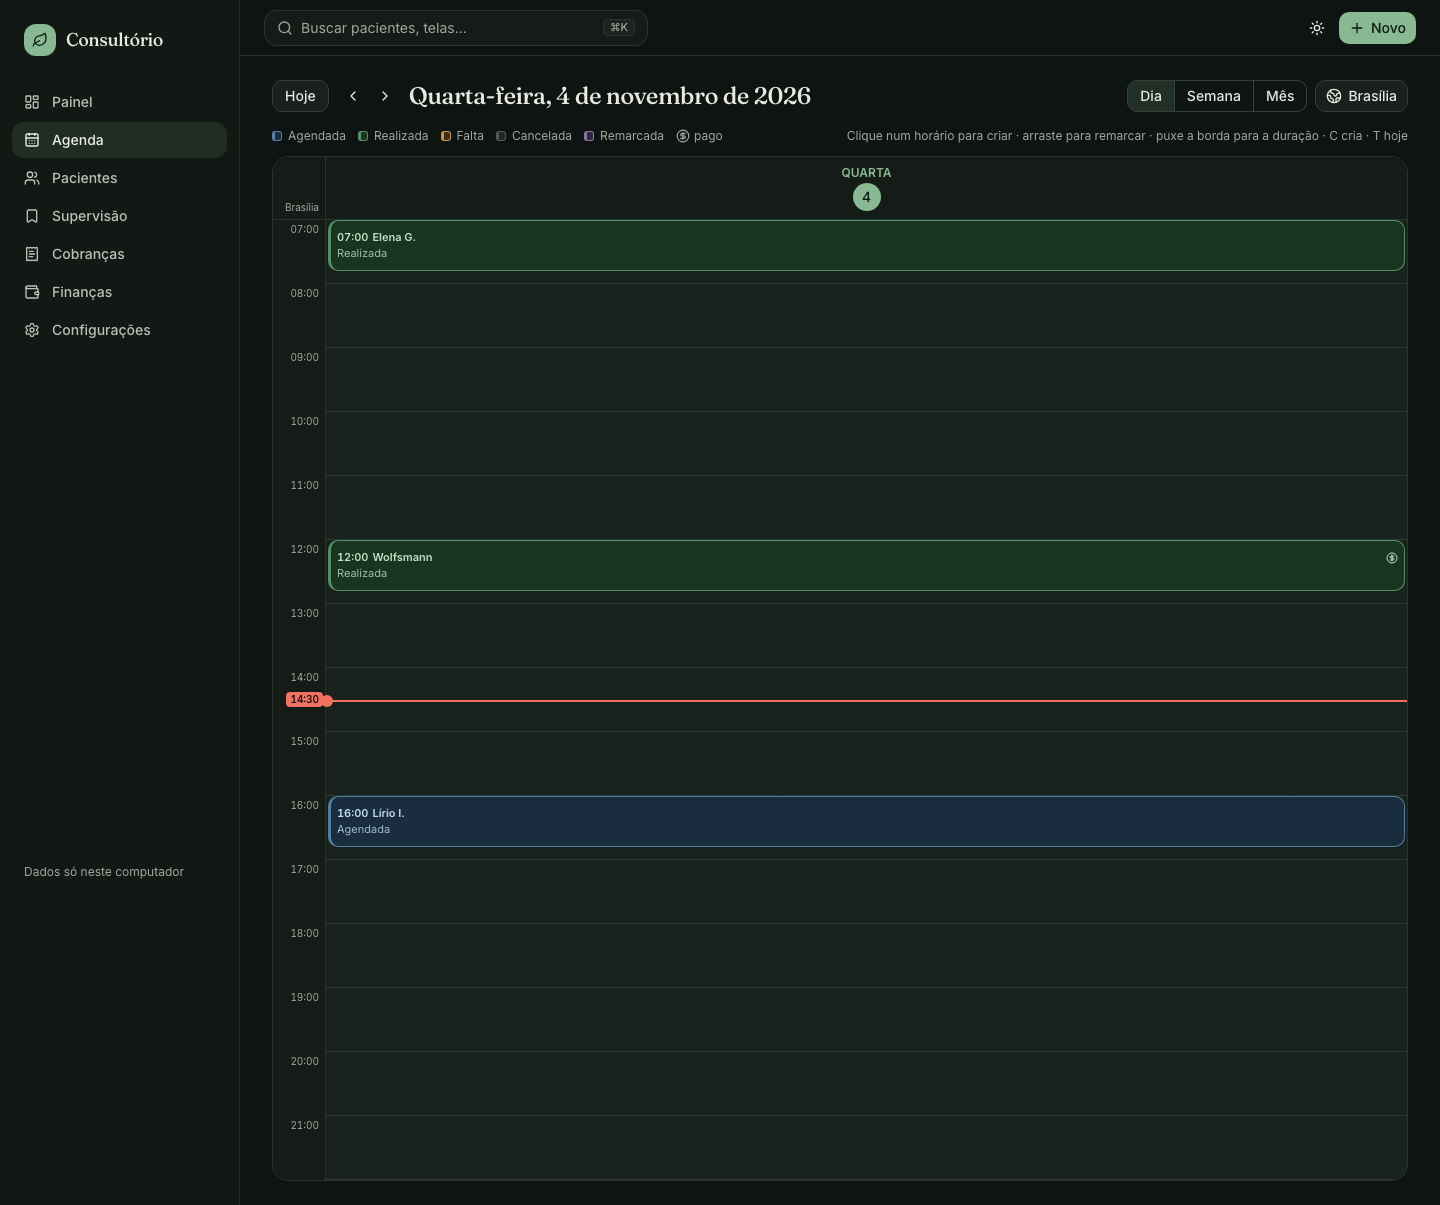 Consultório
Buscar pacientes, telas...
⌘K
Novo
Painel
Agenda
Pacientes
Supervisão
Cobranças
Finanças
Configurações
Dados só neste computador
Hoje
Quarta-feira, 4 de novembro de 2026
Dia
Semana
Mês
Brasília
Agendada
Realizada
Falta
Cancelada
Remarcada
pago
Clique num horário para criar · arraste para remarcar · puxe a borda para a duração · C cria · T hoje
QUARTA
4
Brasília
07:00
07:00 Elena G.
Realizada
08:00
09:00
10:00
11:00
12:00
12:00 Wolfsmann
Realizada
13:00
14:00
14:30
15:00
16:00
16:00 Lírio I.
Agendada
17:00
18:00
19:00
20:00
21:00